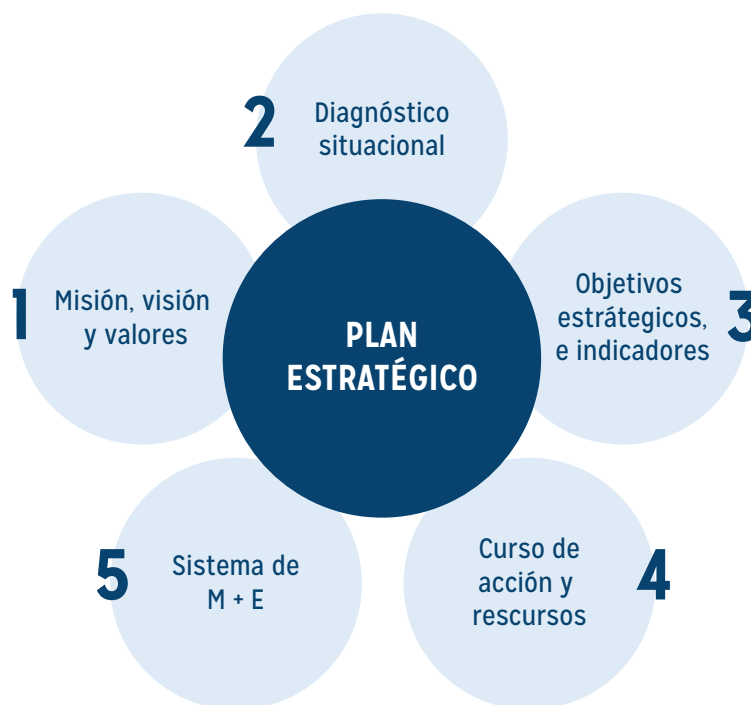 1
Misión, visión
y valores
2
Diagnóstico
situacional
3
Objetivos
estrátegicos,
e indicadores
4
Curso de
acción y
rescursos
5
Sistema de
M + E
PLAN
ESTRATÉGICO